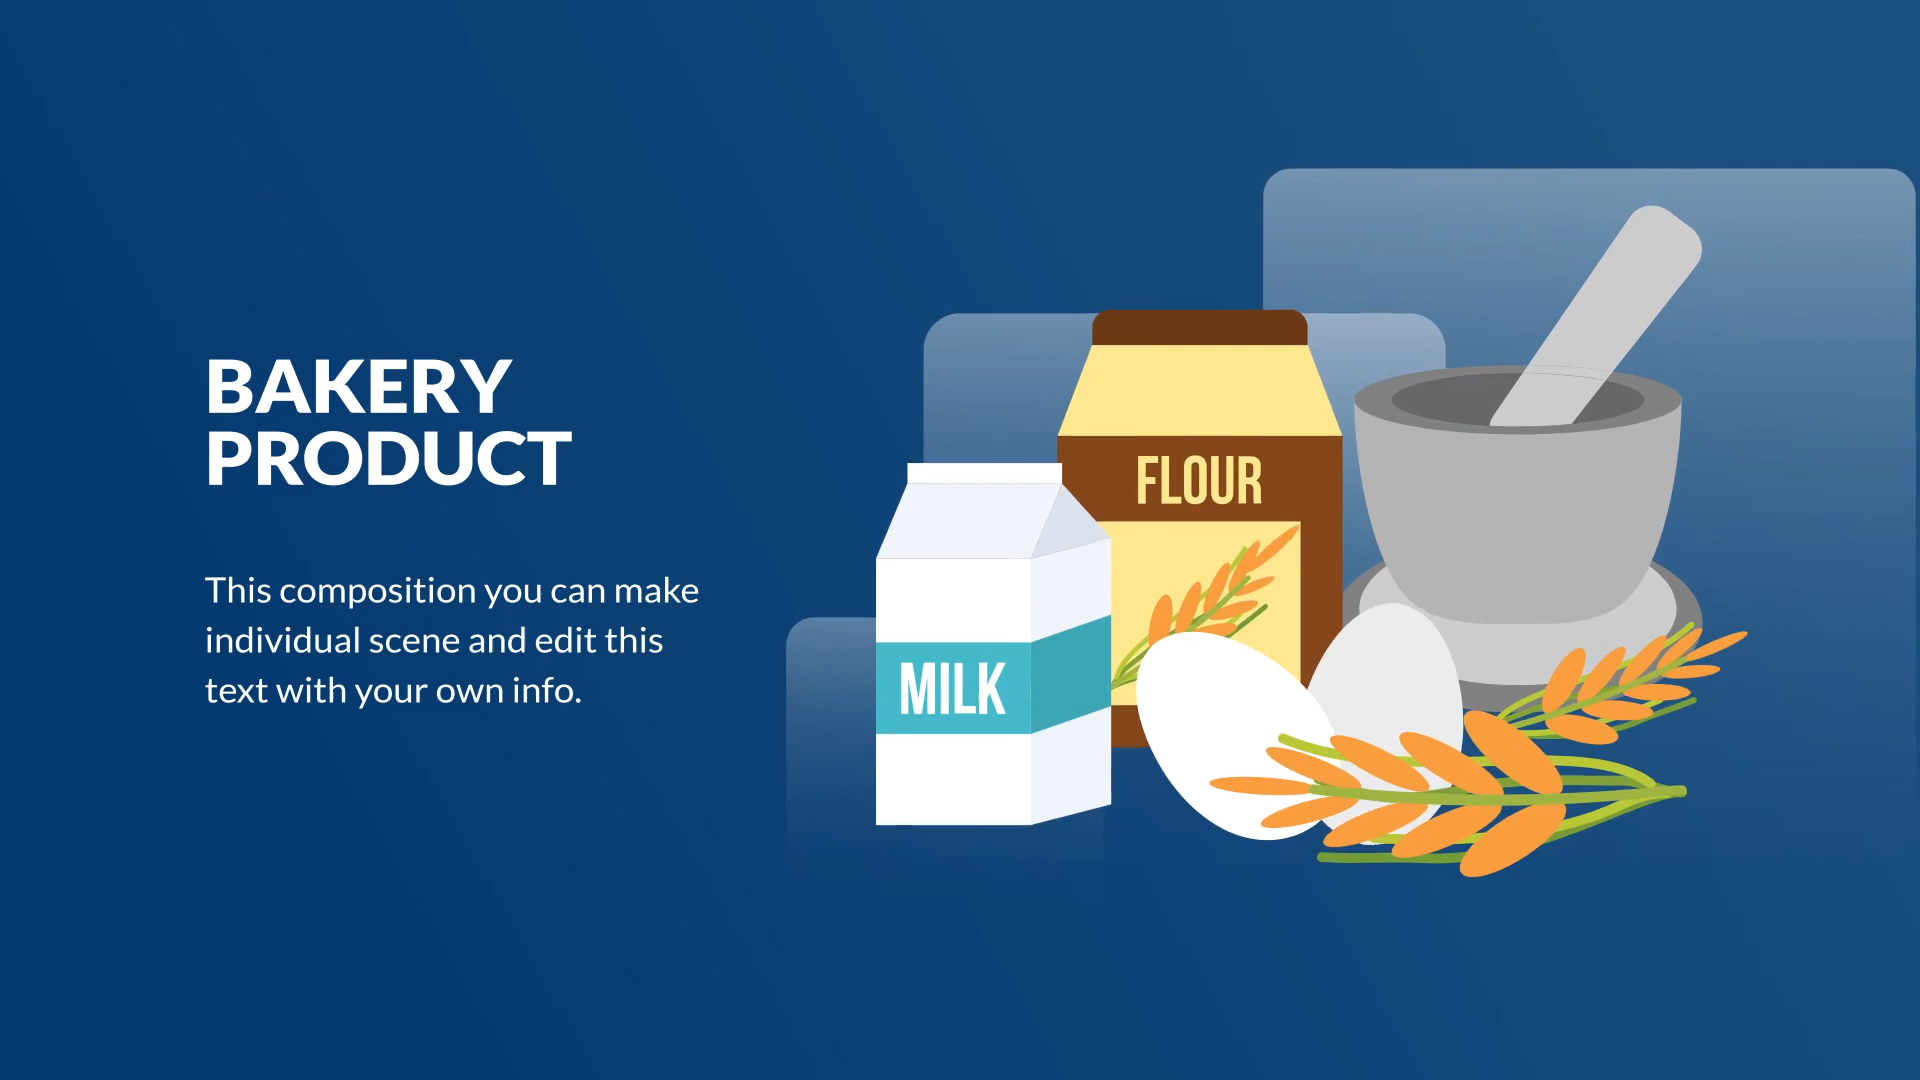 BAKERY
PRODUCT
This composition you can make
individual scene and edit this
text with your own info.
FLOUR
MILK